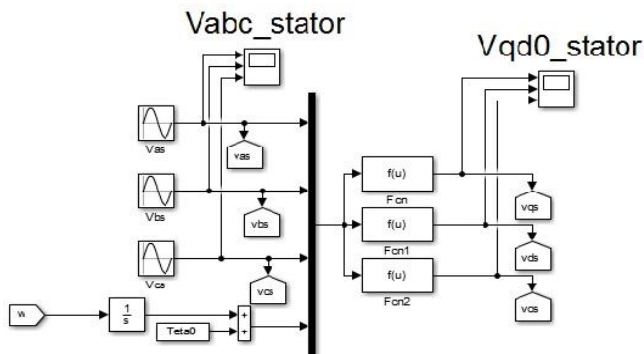 Vabc_stator
Vqd0_stator
Vas
vas
f(u)
Fcn
Vbs
vbs
vqs
f(u)
Fcn1
Vcs
vcs
vds
f(u)
Fcn2
vos
w
1
s
Teta0
+
+